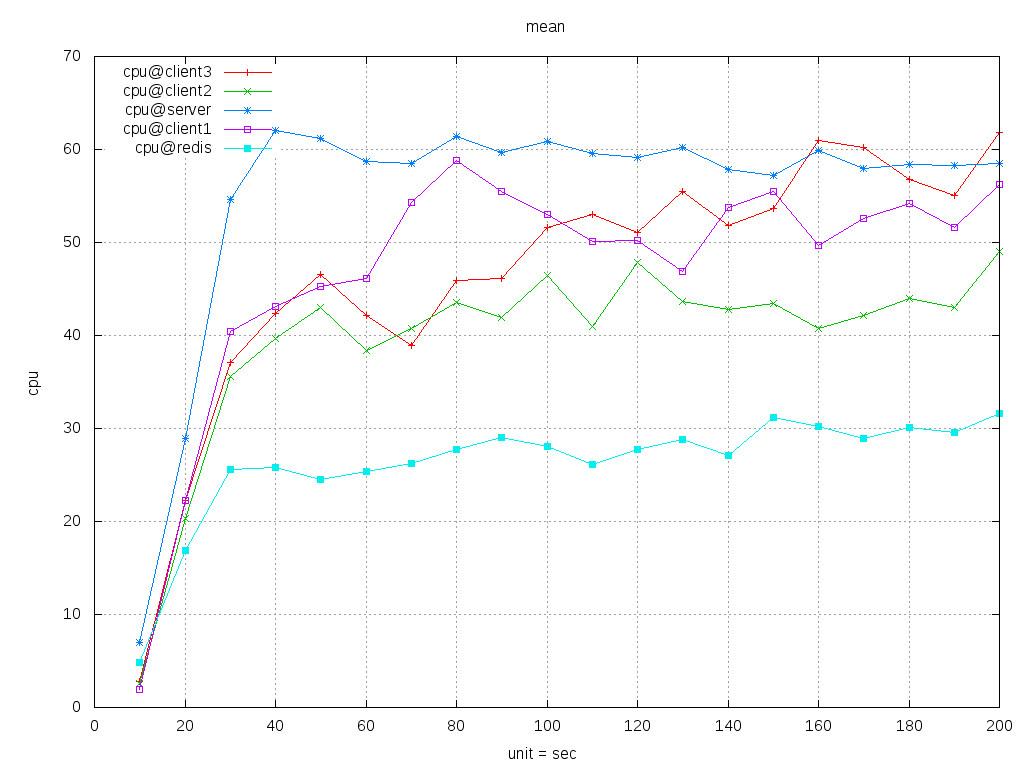 mean
70
60
50
40
30
20
10
0
cpu@client3
cpu@client2
cpu@server
cpu@client1
cpu@redis
cpu
0 20 40 60 80 100 120 140 160 180 200
unit = sec